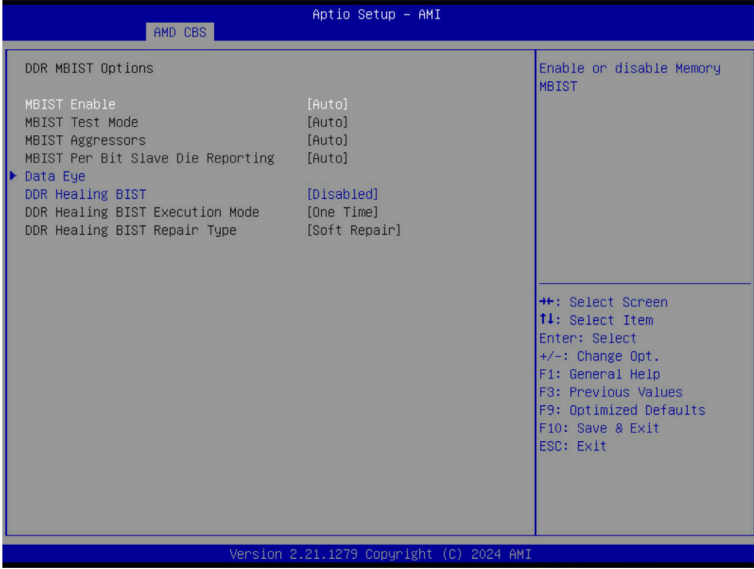 Aptio Setup – AMI
AMD CBS
DDR MBIST Options
MBIST Enable [Auto]
MBIST Test Mode [Auto]
MBIST Aggressors [Auto]
MBIST Per Bit Slave Die Reporting [Auto]
Data Eye
DDR Healing BIST [Disabled]
DDR Healing BIST Execution Mode [One Time]
DDR Healing BIST Repair Type [Soft Repair]
Enable or disable Memory
MBIST
→←: Select Screen
↑↓: Select Item
Enter: Select
+/-: Change Opt.
F1: General Help
F3: Previous Values
F9: Optimized Defaults
F10: Save & Exit
ESC: Exit
Version 2.21.1279 Copyright (C) 2024 AMI